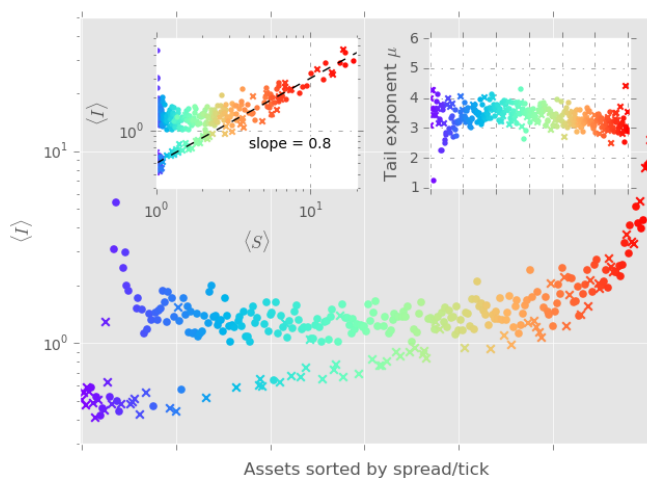 6
5
4
3
2
1
Tail exponent μ
⟨I⟩
10⁰
slope = 0.8
10⁰
10¹
⟨S⟩
10¹
⟨I⟩
10⁰
Assets sorted by spread/tick